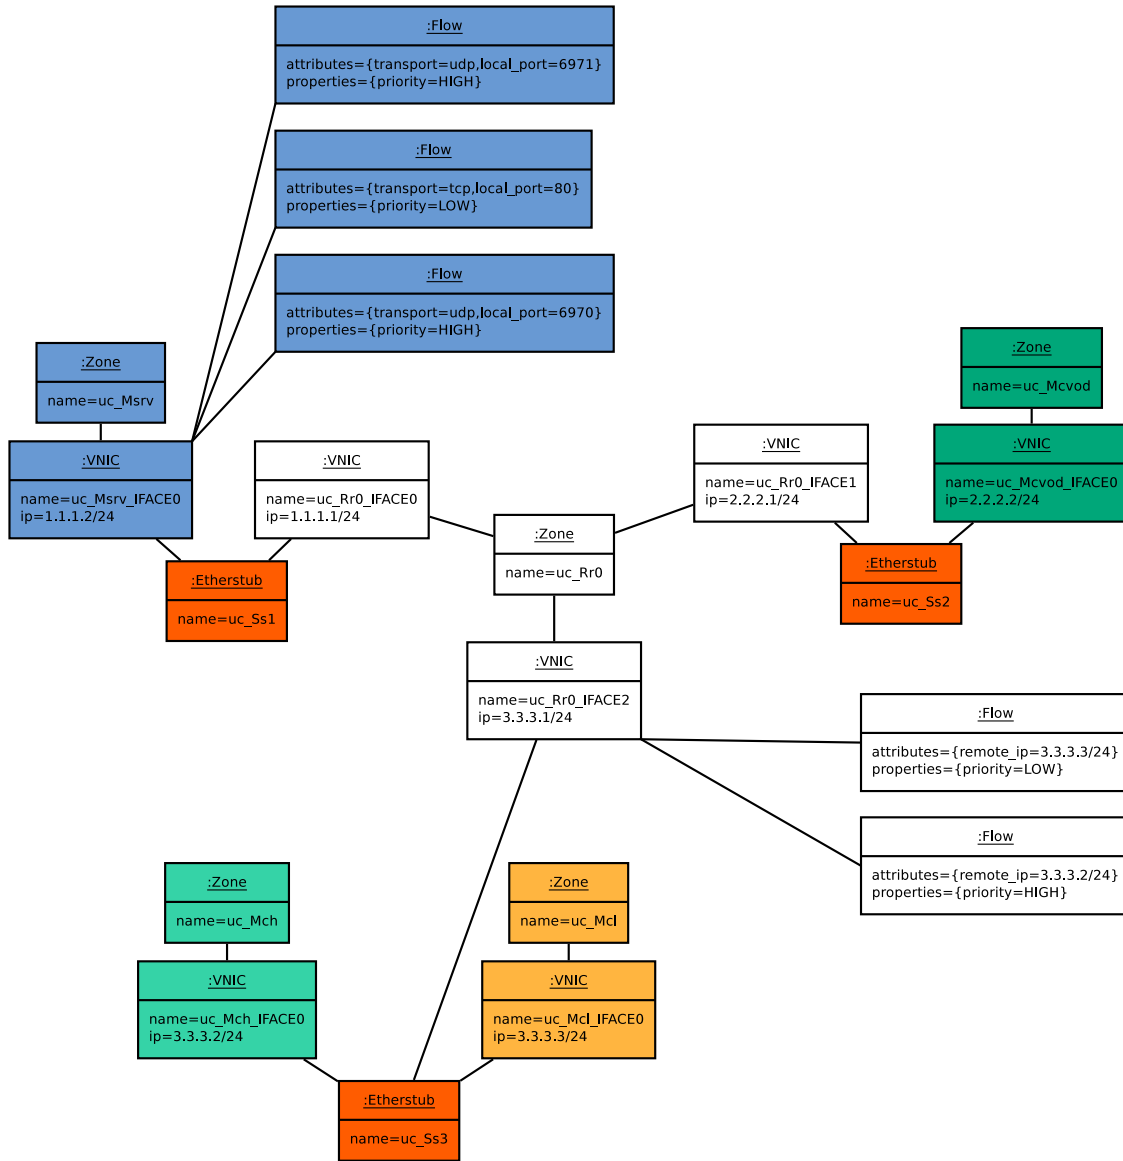 :Flow
attributes={transport=udp,local_port=6971}
properties={priority=HIGH}
:Flow
attributes={transport=tcp,local_port=80}
properties={priority=LOW}
:Flow
attributes={transport=udp,local_port=6970}
properties={priority=HIGH}
:Zone
name=uc_Msrv
:Zone
name=uc_Mcvod
:VNIC
name=uc_Msrv_IFACE0
ip=1.1.1.2/24
:VNIC
name=uc_Rr0_IFACE0
ip=1.1.1.1/24
:VNIC
name=uc_Rr0_IFACE1
ip=2.2.2.1/24
:VNIC
name=uc_Mcvod_IFACE0
ip=2.2.2.2/24
:Zone
name=uc_Rr0
:Etherstub
name=uc_Ss1
:Etherstub
name=uc_Ss2
:VNIC
name=uc_Rr0_IFACE2
ip=3.3.3.1/24
:Flow
attributes={remote_ip=3.3.3.3/24}
properties={priority=LOW}
:Flow
attributes={remote_ip=3.3.3.2/24}
properties={priority=HIGH}
:Zone
name=uc_Mch
:Zone
name=uc_Mcl
:VNIC
name=uc_Mch_IFACE0
ip=3.3.3.2/24
:VNIC
name=uc_Mcl_IFACE0
ip=3.3.3.3/24
:Etherstub
name=uc_Ss3